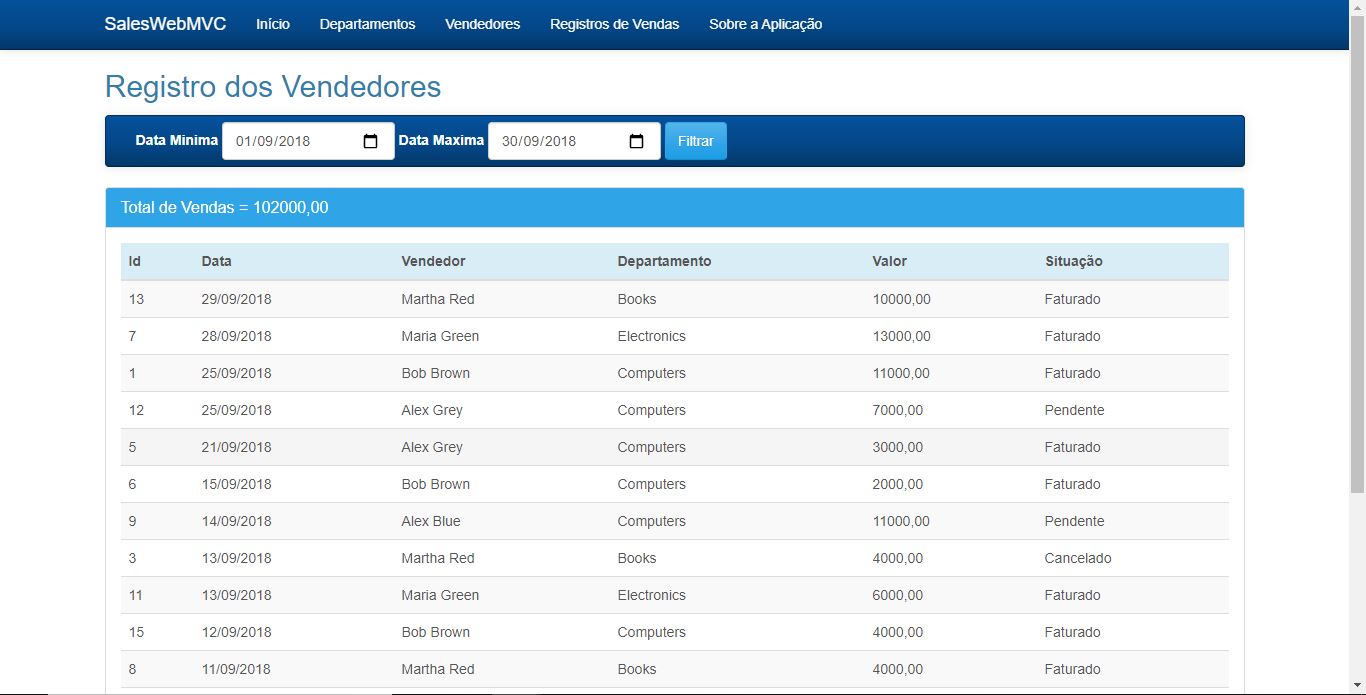 SalesWebMVC Início Departamentos Vendedores Registros de Vendas Sobre a Aplicação
Registro dos Vendedores
Data Minima 01/09/2018 Data Maxima 30/09/2018 Filtrar
Total de Vendas = 102000,00
Id Data Vendedor Departamento Valor Situação
13 29/09/2018 Martha Red Books 10000,00 Faturado
7 28/09/2018 Maria Green Electronics 13000,00 Faturado
1 25/09/2018 Bob Brown Computers 11000,00 Faturado
12 25/09/2018 Alex Grey Computers 7000,00 Pendente
5 21/09/2018 Alex Grey Computers 3000,00 Faturado
6 15/09/2018 Bob Brown Computers 2000,00 Faturado
9 14/09/2018 Alex Blue Computers 11000,00 Pendente
3 13/09/2018 Martha Red Books 4000,00 Cancelado
11 13/09/2018 Maria Green Electronics 6000,00 Faturado
15 12/09/2018 Bob Brown Computers 4000,00 Faturado
8 11/09/2018 Martha Red Books 4000,00 Faturado